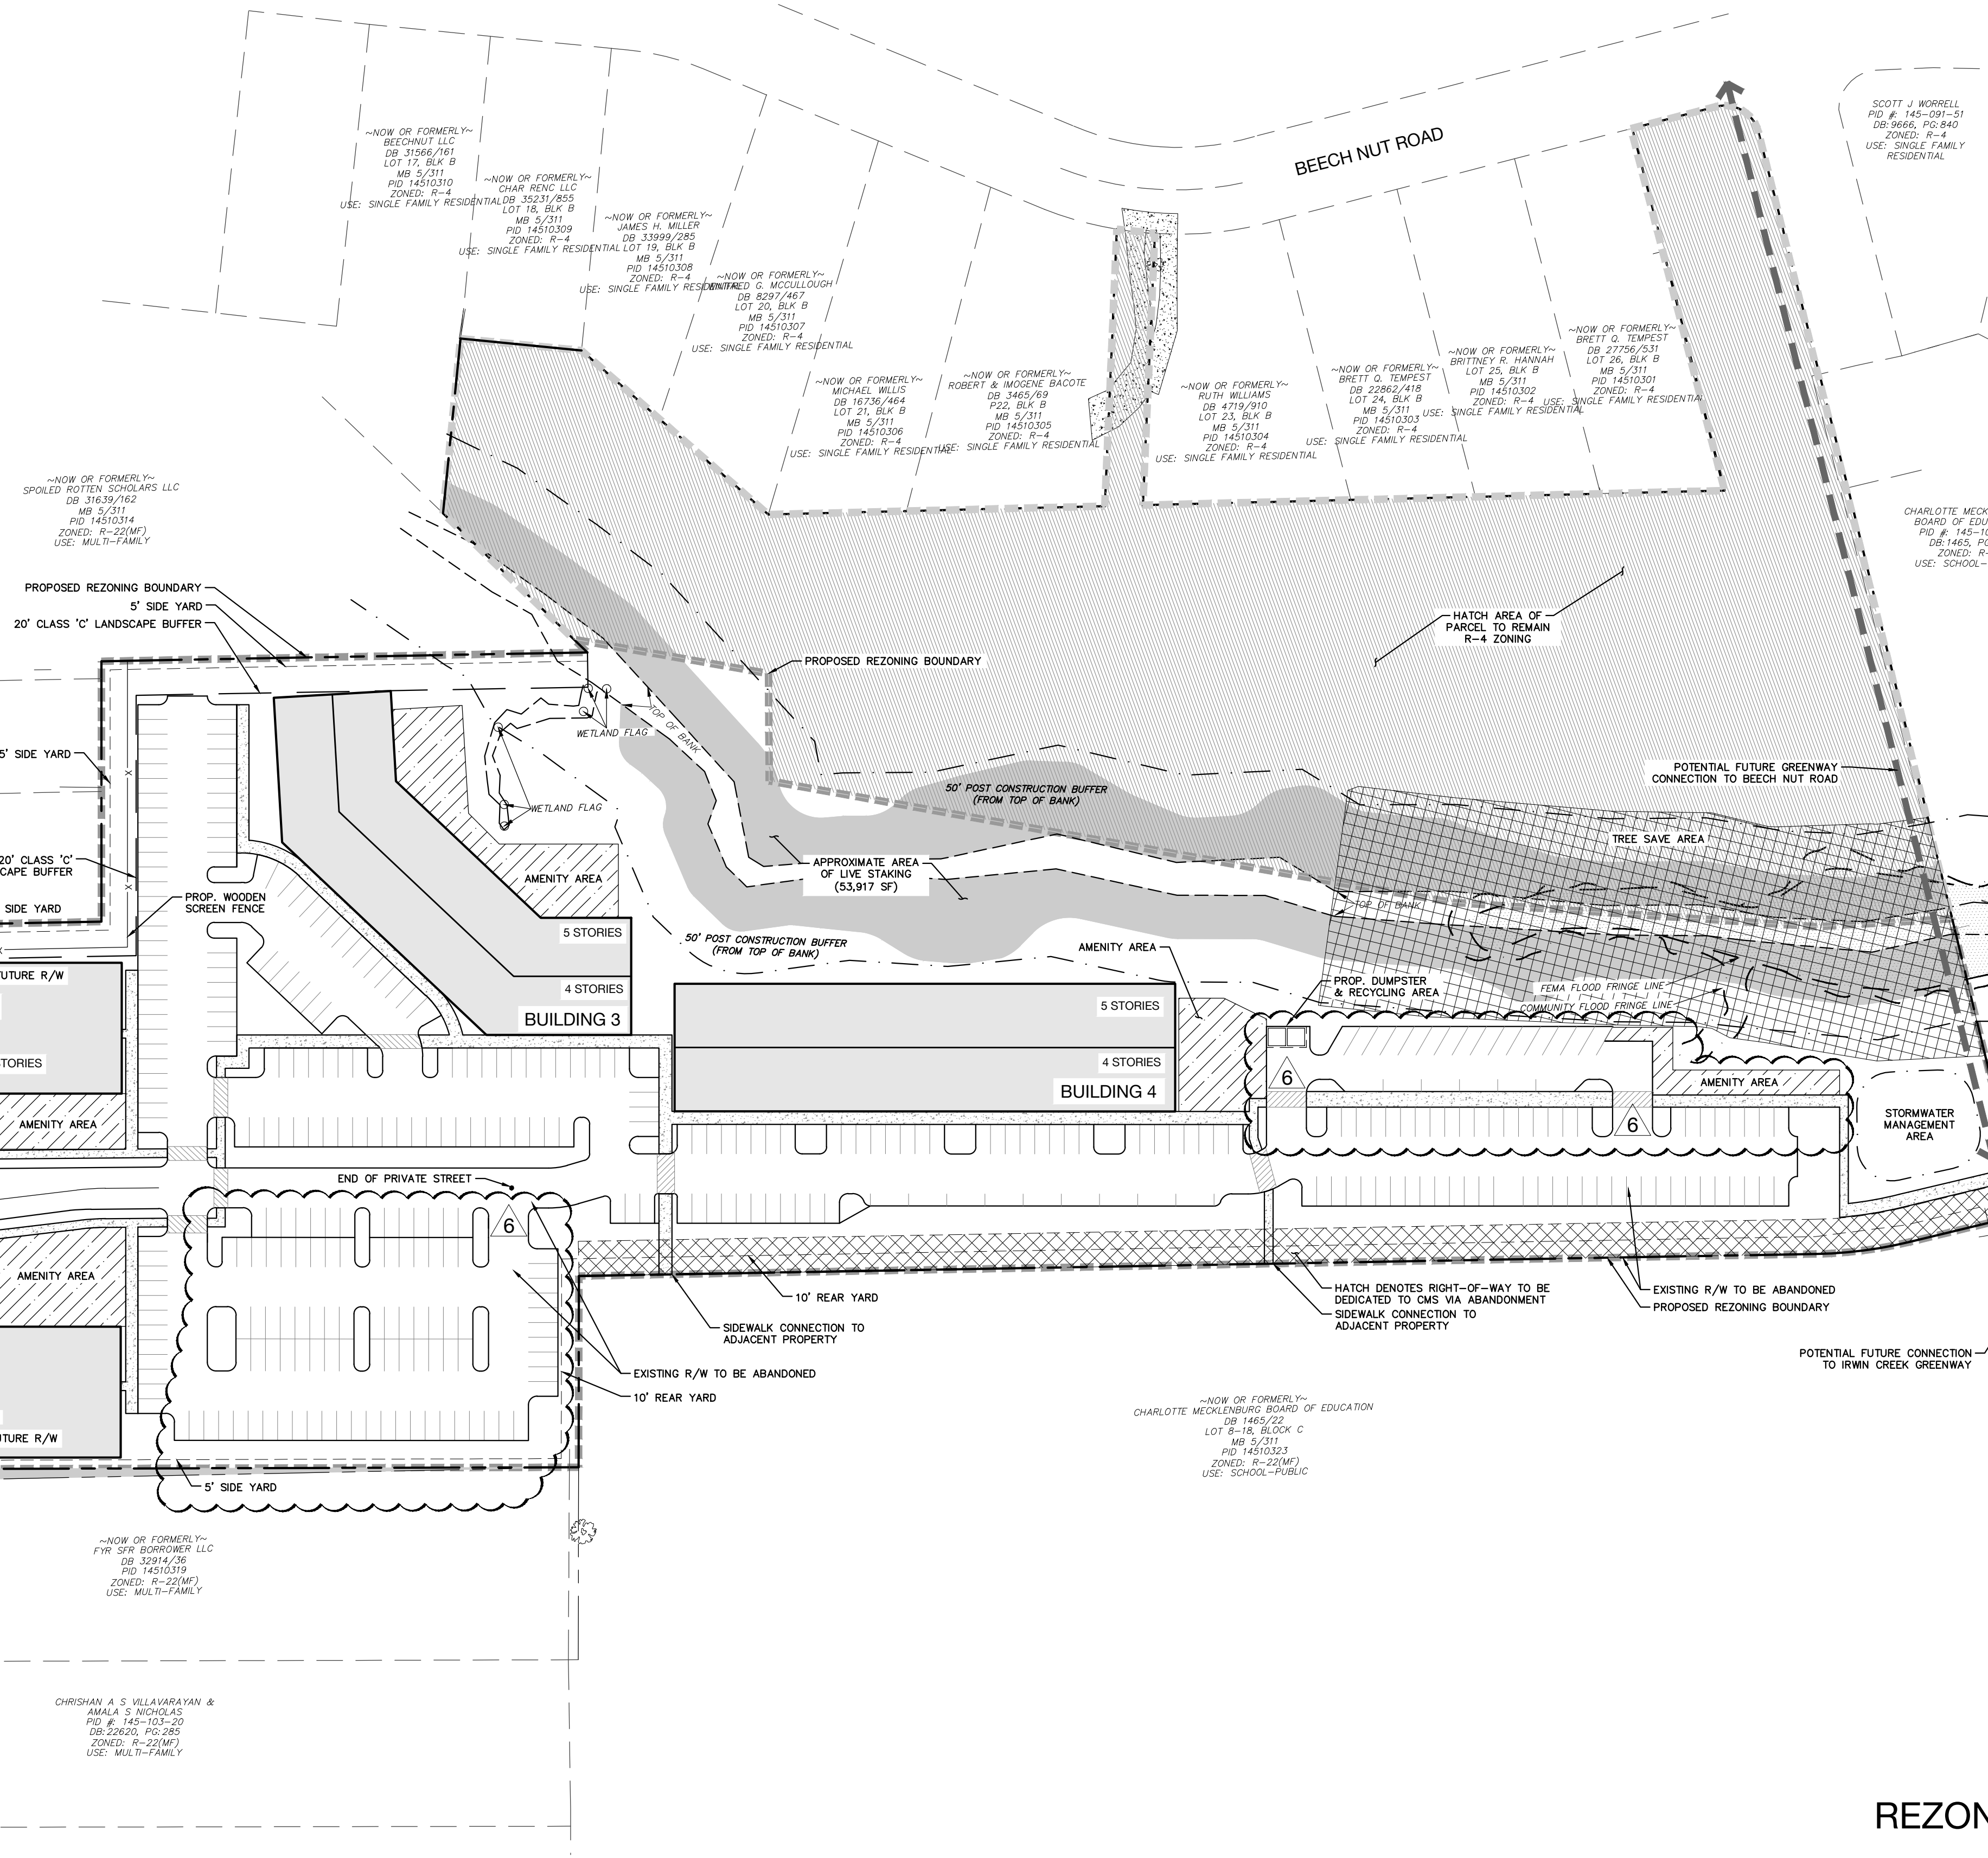 BEECH NUT ROAD
SCOTT J WORRELL
PID #: 145-091-51
DB: 9666, PG: 840
ZONED: R-4
USE: SINGLE FAMILY
RESIDENTIAL
~NOW OR FORMERLY~
BEECHNUT LLC
DB 31566/161
LOT 17, BLK B
MB 5/311
PID 14510310
ZONED: R-4
USE: SINGLE FAMILY RESIDENTIAL
~NOW OR FORMERLY~
CHAR RENC LLC
DB 35231/855
LOT 18, BLK B
MB 5/311
PID 14510309
ZONED: R-4
USE: SINGLE FAMILY RESIDENTIAL
~NOW OR FORMERLY~
JAMES H. MILLER
DB 33999/285
LOT 19, BLK B
MB 5/311
PID 14510308
ZONED: R-4
USE: SINGLE FAMILY RESIDENTIAL
~NOW OR FORMERLY~
WINIFRED G. MCCULLOUGH
DB 8297/467
LOT 20, BLK B
MB 5/311
PID 14510307
ZONED: R-4
USE: SINGLE FAMILY RESIDENTIAL
~NOW OR FORMERLY~
MICHAEL WILLIS
DB 16736/464
LOT 21, BLK B
MB 5/311
PID 14510306
ZONED: R-4
USE: SINGLE FAMILY RESIDENTIAL
~NOW OR FORMERLY~
ROBERT & IMOGENE BACOTE
DB 3465/69
P22, BLK B
MB 5/311
PID 14510305
ZONED: R-4
USE: SINGLE FAMILY RESIDENTIAL
~NOW OR FORMERLY~
RUTH WILLIAMS
DB 4719/910
LOT 23, BLK B
MB 5/311
PID 14510304
ZONED: R-4
USE: SINGLE FAMILY RESIDENTIAL
~NOW OR FORMERLY~
BRETT Q. TEMPEST
DB 22862/418
LOT 24, BLK B
MB 5/311
PID 14510303
ZONED: R-4
USE: SINGLE FAMILY RESIDENTIAL
~NOW OR FORMERLY~
BRITTNEY R. HANNAH
LOT 25, BLK B
MB 5/311
PID 14510302
ZONED: R-4
USE: SINGLE FAMILY RESIDENTIAL
~NOW OR FORMERLY~
BRETT Q. TEMPEST
DB 27756/531
LOT 26, BLK B
MB 5/311
PID 14510301
ZONED: R-4
USE: SINGLE FAMILY RESIDENTIAL
CHARLOTTE MECK
BOARD OF EDU
PID #: 145-10
DB: 1465, PG
ZONED: R-
USE: SCHOOL-
~NOW OR FORMERLY~
SPOILED ROTTEN SCHOLARS LLC
DB 31639/162
MB 5/311
PID 14510314
ZONED: R-22(MF)
USE: MULTI-FAMILY
PROPOSED REZONING BOUNDARY
5' SIDE YARD
20' CLASS 'C' LANDSCAPE BUFFER
HATCH AREA OF
PARCEL TO REMAIN
R-4 ZONING
PROPOSED REZONING BOUNDARY
TOP OF BANK
WETLAND FLAG
WETLAND FLAG
5' SIDE YARD
POTENTIAL FUTURE GREENWAY
CONNECTION TO BEECH NUT ROAD
50' POST CONSTRUCTION BUFFER
(FROM TOP OF BANK)
TREE SAVE AREA
20' CLASS 'C'
CAPE BUFFER
APPROXIMATE AREA
OF LIVE STAKING
(53,917 SF)
AMENITY AREA
PROP. WOODEN
SCREEN FENCE
SIDE YARD
X
X
X
TOP OF BANK
5 STORIES
50' POST CONSTRUCTION BUFFER
(FROM TOP OF BANK)
AMENITY AREA
FUTURE R/W
4 STORIES
BUILDING 3
PROP. DUMPSTER
& RECYCLING AREA
FEMA FLOOD FRINGE LINE
COMMUNITY FLOOD FRINGE LINE
5 STORIES
4 STORIES
BUILDING 4
TORIES
6
AMENITY AREA
AMENITY AREA
6
STORMWATER
MANAGEMENT
AREA
END OF PRIVATE STREET
6
AMENITY AREA
10' REAR YARD
HATCH DENOTES RIGHT-OF-WAY TO BE
DEDICATED TO CMS VIA ABANDONMENT
SIDEWALK CONNECTION TO
ADJACENT PROPERTY
EXISTING R/W TO BE ABANDONED
PROPOSED REZONING BOUNDARY
SIDEWALK CONNECTION TO
ADJACENT PROPERTY
POTENTIAL FUTURE CONNECTION
TO IRWIN CREEK GREENWAY
EXISTING R/W TO BE ABANDONED
10' REAR YARD
~NOW OR FORMERLY~
CHARLOTTE MECKLENBURG BOARD OF EDUCATION
DB 1465/22
LOT 8-18, BLOCK C
MB 5/311
PID 14510323
ZONED: R-22(MF)
USE: SCHOOL-PUBLIC
UTURE R/W
5' SIDE YARD
~NOW OR FORMERLY~
FYR SFR BORROWER LLC
DB 32914/36
PID 14510319
ZONED: R-22(MF)
USE: MULTI-FAMILY
CHRISHAN A S VILLAVARAYAN &
AMALA S NICHOLAS
PID #: 145-103-20
DB: 22620, PG: 285
ZONED: R-22(MF)
USE: MULTI-FAMILY
REZON